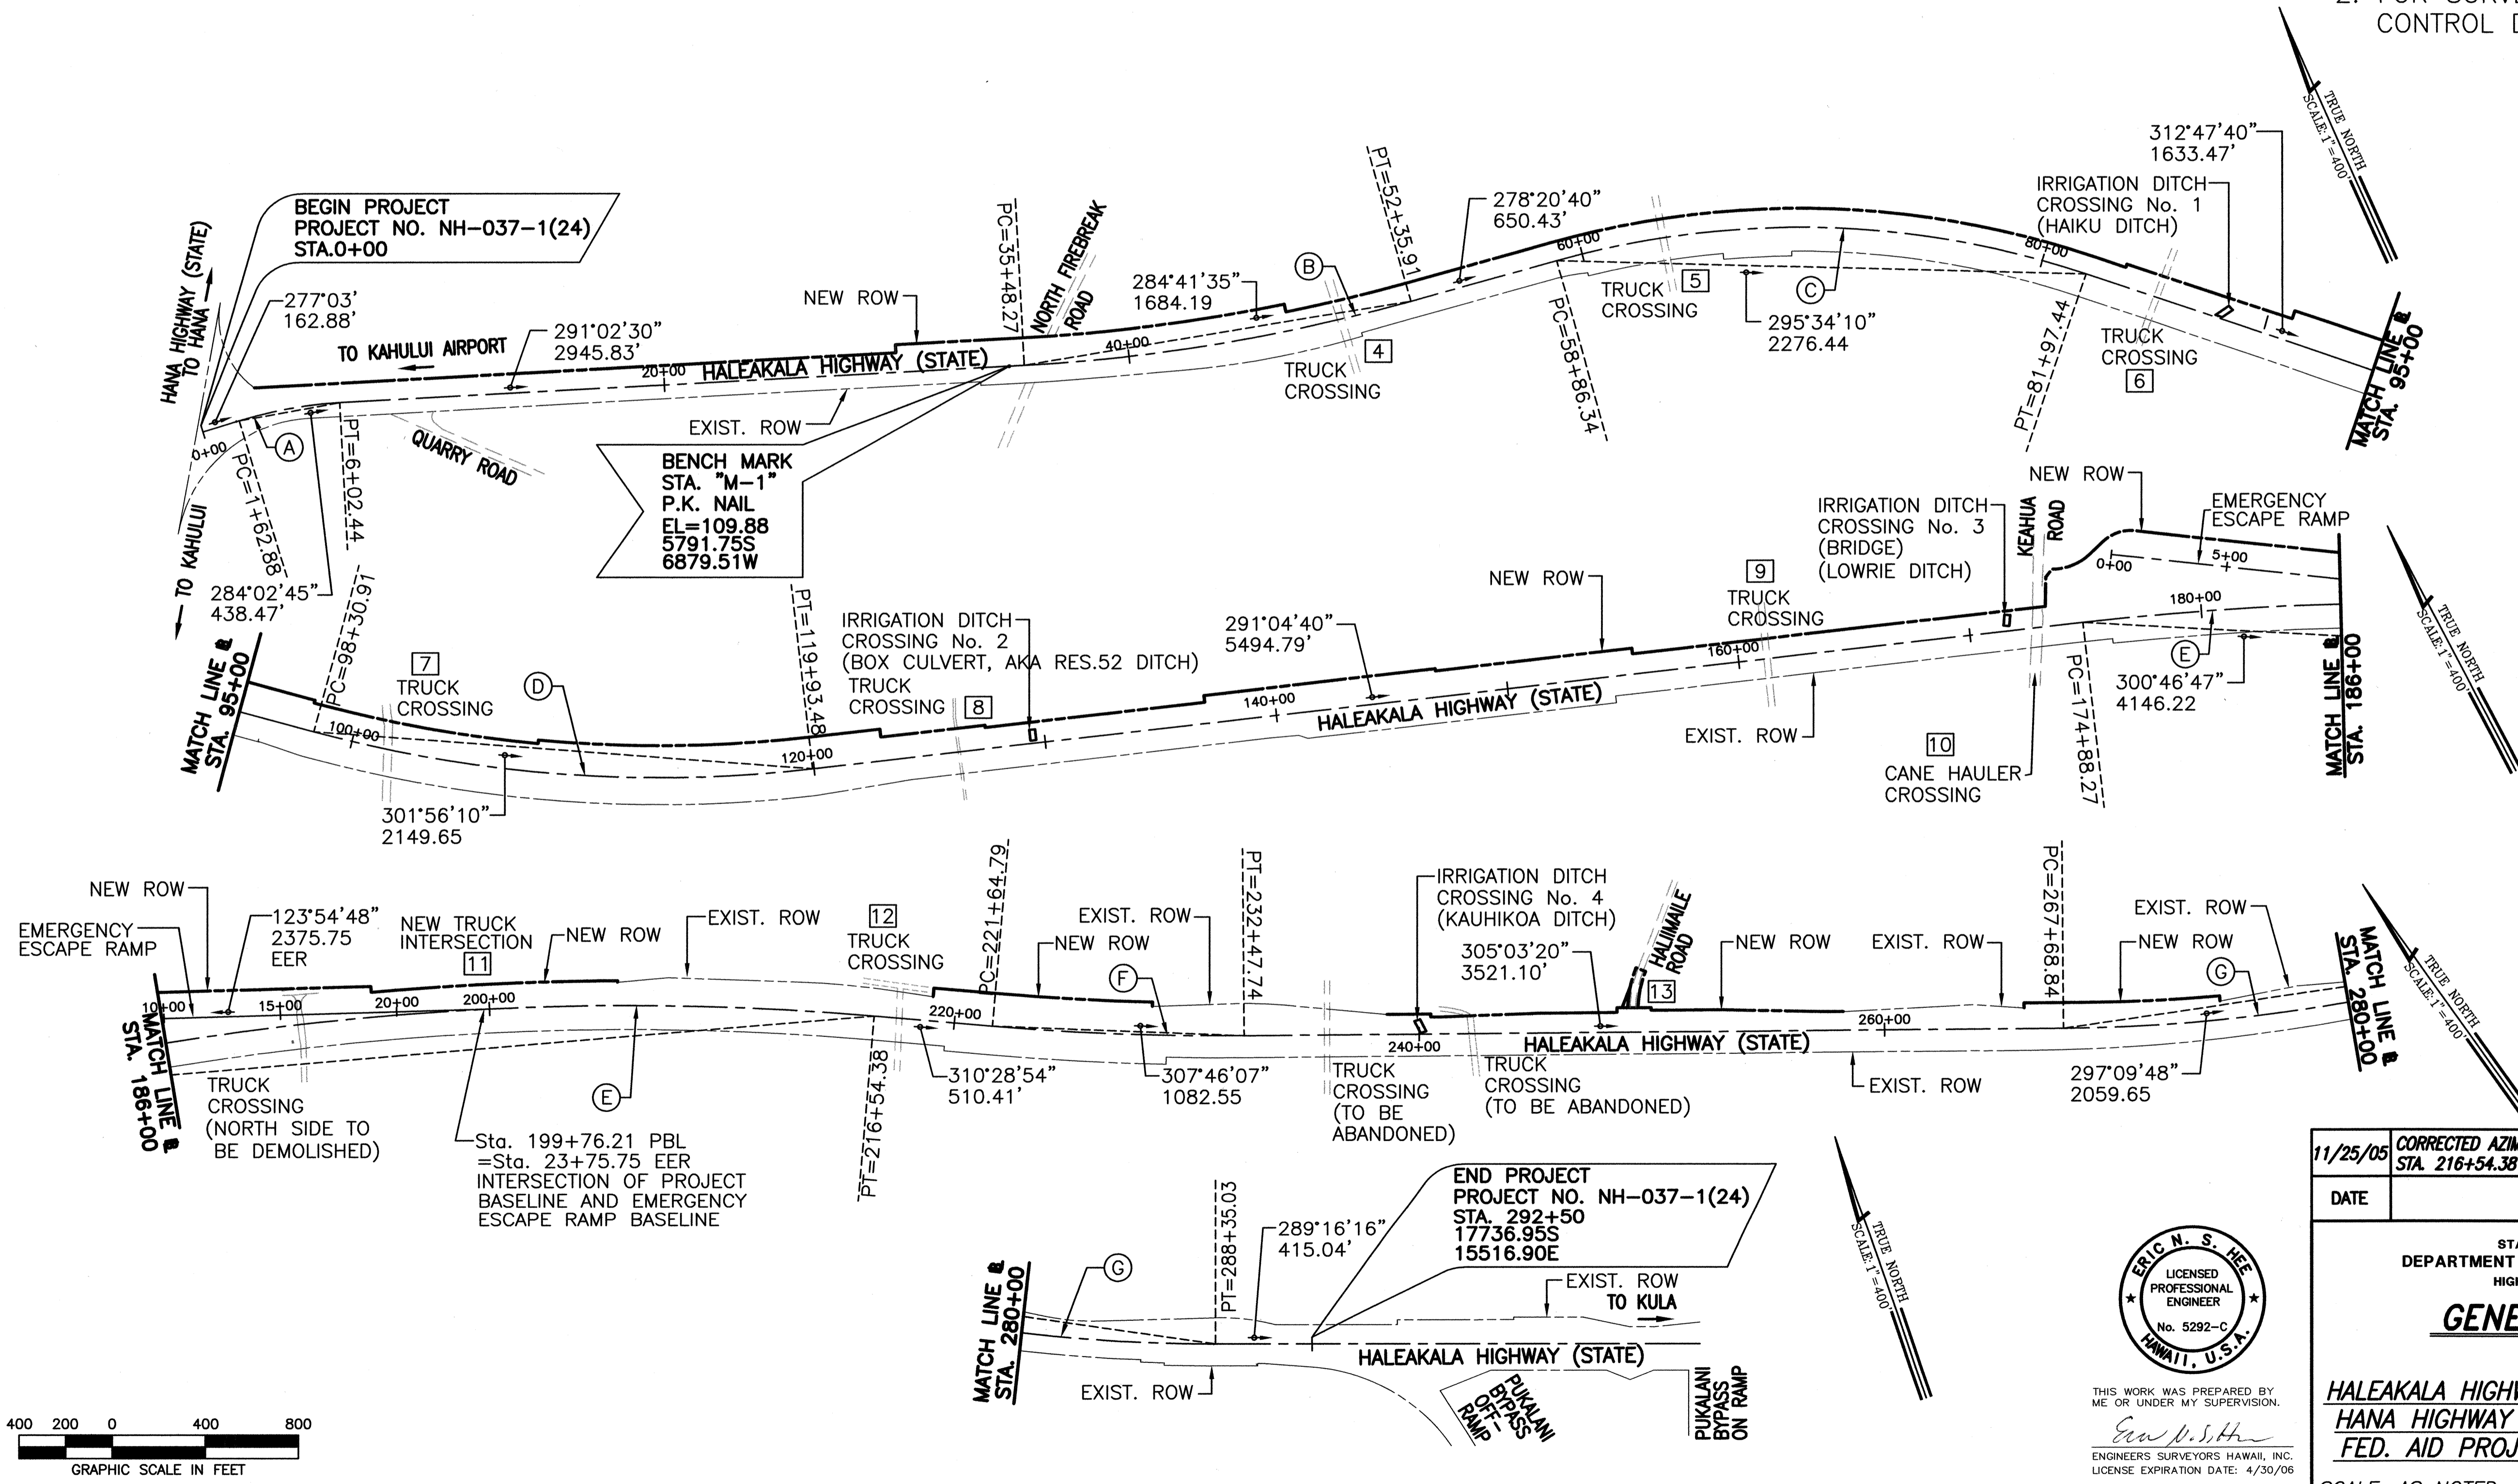 CONTROL D
TRUE NORTH
SCALE: 1"=400'
BEGIN PROJECT
PROJECT NO. NH-037-1(24)
STA.0+00
HANA HIGHWAY (STATE)
TO HANA
277°03'
162.88'
TO KAHULUI AIRPORT
291°02'30"
2945.83'
NEW ROW
20+00
HALEAKALA HIGHWAY (STATE)
EXIST. ROW
PC=35+48.27
NORTH FIREBREAK
ROAD
40+00
284°41'35"
1684.19
B
TRUCK
CROSSING
4
PT=52+35.91
278°20'40"
650.43'
60+00
PC=58+86.34
TRUCK
CROSSING
5
295°34'10"
2276.44
C
80+00
PT=81+97.44
IRRIGATION DITCH
CROSSING No. 1
(HAIKU DITCH)
312°47'40"
1633.47'
TRUCK
CROSSING
6
MATCH LINE B
STA. 95+00
0+00
A
QUARRY ROAD
PC=1+62.88
PT=6+02.44
TO KAHULUI
284°02'45"
438.47'
BENCH MARK
STA. "M-1"
P.K. NAIL
EL=109.88
5791.75S
6879.51W
MATCH LINE B
STA. 95+00
PC=98+30.91
100+00
7
TRUCK
CROSSING
301°56'10"
2149.65
D
PT=119+93.48
120+00
IRRIGATION DITCH
CROSSING No. 2
(BOX CULVERT, AKA RES.52 DITCH)
TRUCK
CROSSING
8
291°04'40"
5494.79'
140+00
HALEAKALA HIGHWAY (STATE)
NEW ROW
9
TRUCK
CROSSING
160+00
EXIST. ROW
IRRIGATION DITCH
CROSSING No. 3
(BRIDGE)
(LOWRIE DITCH)
KEAHUA
ROAD
10
CANE HAULER
CROSSING
NEW ROW
EMERGENCY
ESCAPE RAMP
0+00
5+00
180+00
PC=174+88.27
E
300°46'47"
4146.22
MATCH LINE B
STA. 186+00
TRUE NORTH
SCALE: 1"=400'
NEW ROW
EMERGENCY
ESCAPE RAMP
123°54'48"
2375.75
EER
NEW TRUCK
INTERSECTION
11
NEW ROW
EXIST. ROW
10+00
15+00
20+00
200+00
MATCH LINE B
STA. 186+00
TRUCK
CROSSING
(NORTH SIDE TO
BE DEMOLISHED)
E
Sta. 199+76.21 PBL
=Sta. 23+75.75 EER
INTERSECTION OF PROJECT
BASELINE AND EMERGENCY
ESCAPE RAMP BASELINE
12
TRUCK
CROSSING
PT=216+54.38
220+00
310°28'54"
510.41'
PC=221+64.79
EXIST. ROW
NEW ROW
F
307°46'07"
1082.55
PT=232+47.74
TRUCK
CROSSING
(TO BE
ABANDONED)
240+00
IRRIGATION DITCH
CROSSING No. 4
(KAUHIKOA DITCH)
305°03'20"
3521.10'
TRUCK
CROSSING
(TO BE ABANDONED)
HALIIMAILE
ROAD
13
HALEAKALA HIGHWAY (STATE)
NEW ROW
EXIST. ROW
260+00
EXIST. ROW
PC=267+68.84
EXIST. ROW
NEW ROW
G
297°09'48"
2059.65
MATCH LINE B
STA. 280+00
TRUE NORTH
SCALE: 1"=400'
MATCH LINE B
STA. 280+00
G
PT=288+35.03
289°16'16"
415.04'
END PROJECT
PROJECT NO. NH-037-1(24)
STA. 292+50
17736.95S
15516.90E
EXIST. ROW
TO KULA
HALEAKALA HIGHWAY (STATE)
EXIST. ROW
PUKALANI
BYPASS
OFF-
RAMP
PUKALANI
BYPASS
ON RAMP
TRUE NORTH
SCALE: 1"=400'
400 200 0 400 800
GRAPHIC SCALE IN FEET
ERIC N. S. HEE
LICENSED
PROFESSIONAL
ENGINEER
No. 5292-C
HAWAII, U.S.A.
THIS WORK WAS PREPARED BY
ME OR UNDER MY SUPERVISION.
ENGINEERS SURVEYORS HAWAII, INC.
LICENSE EXPIRATION DATE: 4/30/06
11/25/05 CORRECTED AZIM
STA. 216+54.38
DATE
STA
DEPARTMENT
HIGH
GENE
HALEAKALA HIGHW
HANA HIGHWAY
FED. AID PROJ